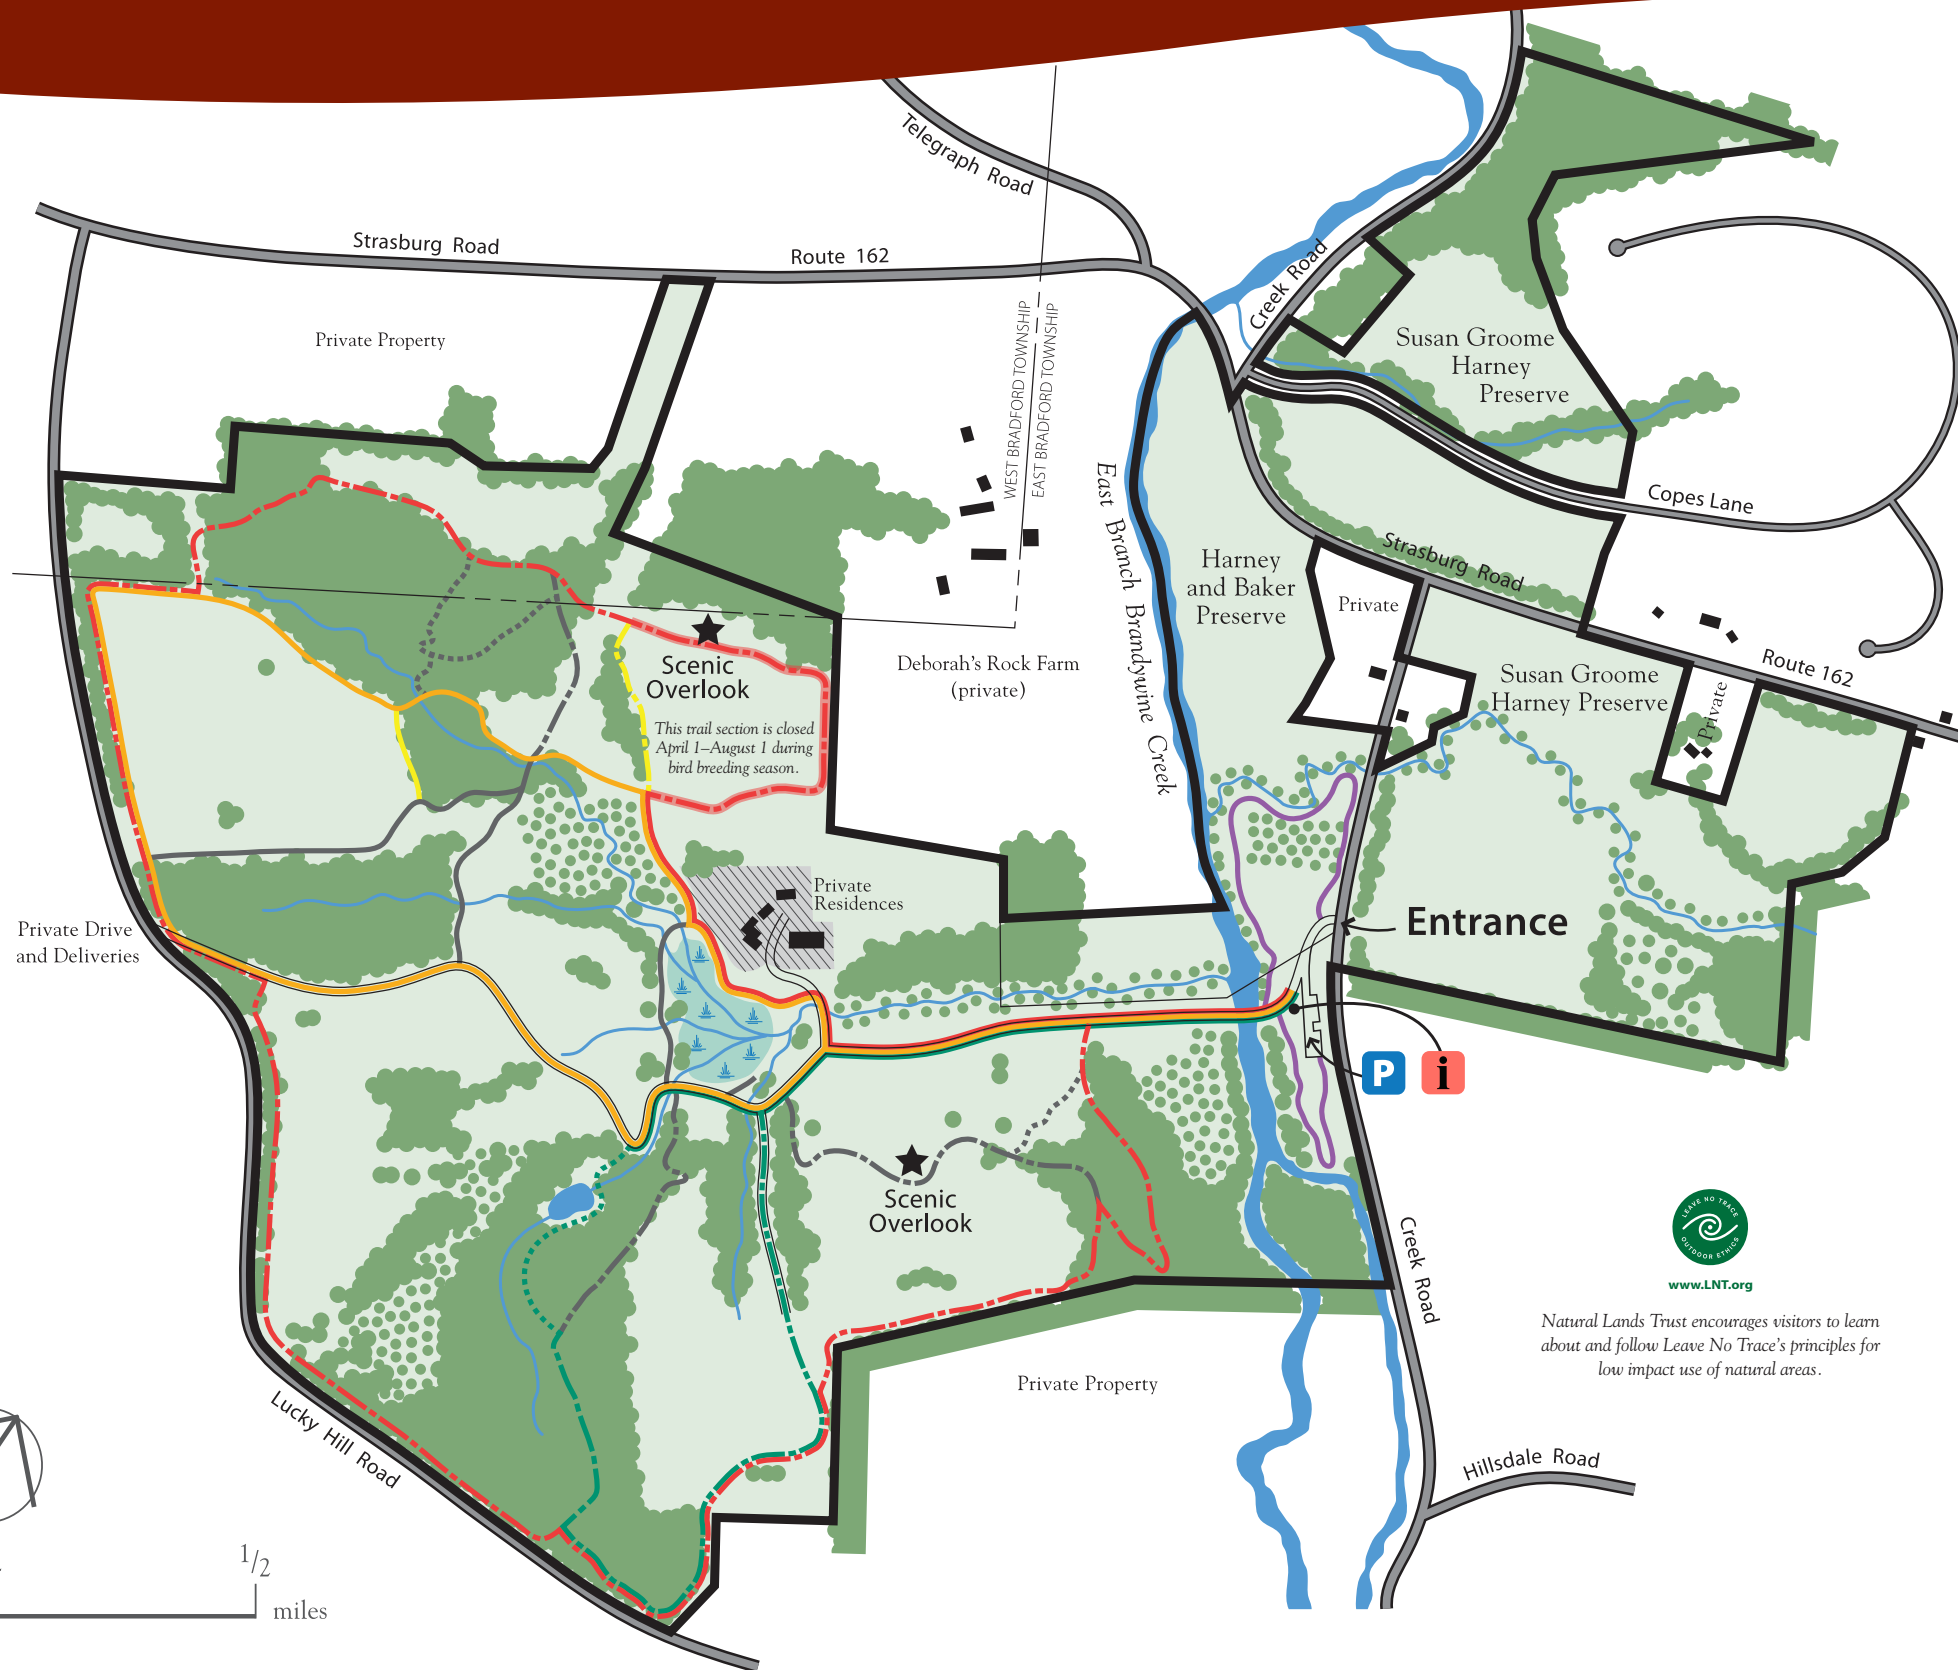 Telegraph Road
Strasburg Road
Route 162
Creek Road
Private Property
WEST BRADFORD TOWNSHIP
EAST BRADFORD TOWNSHIP
Susan Groome
Harney
Preserve
Copes Lane
Strasburg Road
Route 162
East Branch Brandywine Creek
Harney
and Baker
Preserve
Private
Scenic
Overlook
This trail section is closed
April 1–August 1 during
bird breeding season.
Deborah's Rock Farm
(private)
Susan Groome
Harney Preserve
Private
Private
Residences
Private Drive
and Deliveries
Entrance
P
i
Scenic
Overlook
Creek Road
LEAVE NO TRACE
OUTDOOR ETHICS
www.LNT.org
Natural Lands Trust encourages visitors to learn
about and follow Leave No Trace's principles for
low impact use of natural areas.
Private Property
Lucky Hill Road
Hillsdale Road
1/2
miles